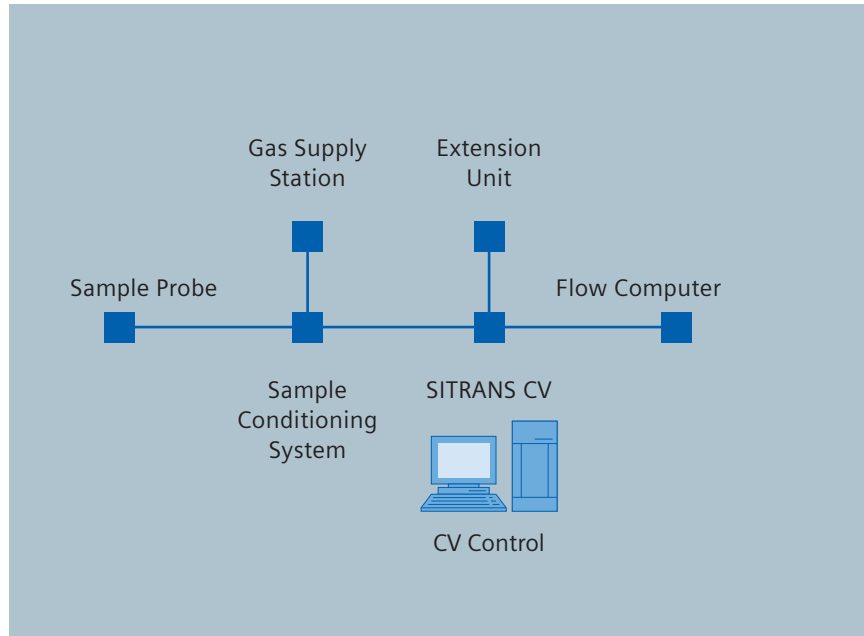 Gas Supply
Station
Extension
Unit
Sample Probe
Flow Computer
Sample
Conditioning
System
SITRANS CV
CV Control